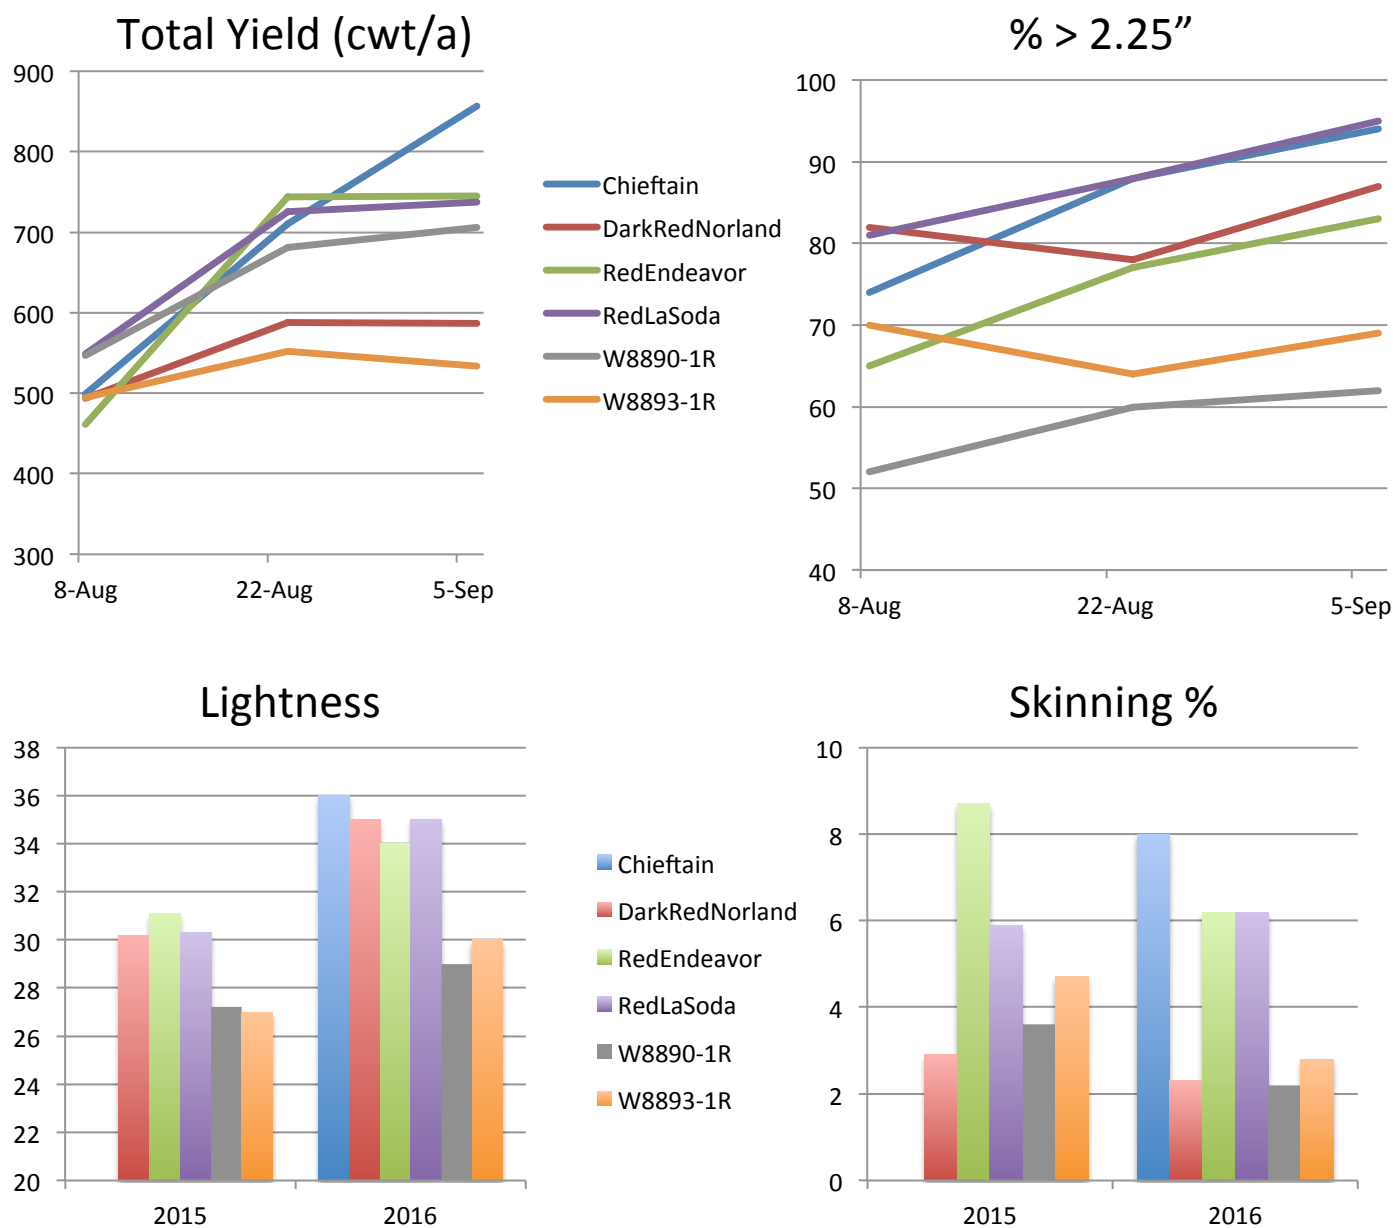 Total Yield (cwt/a)
900
800
700
600
500
400
300
8-Aug 22-Aug 5-Sep
Chieftain
DarkRedNorland
RedEndeavor
RedLaSoda
W8890-1R
W8893-1R
% > 2.25”
100
90
80
70
60
50
40
8-Aug 22-Aug 5-Sep
Lightness
38
36
34
32
30
28
26
24
22
20
2015 2016
Chieftain
DarkRedNorland
RedEndeavor
RedLaSoda
W8890-1R
W8893-1R
Skinning %
10
8
6
4
2
0
2015 2016